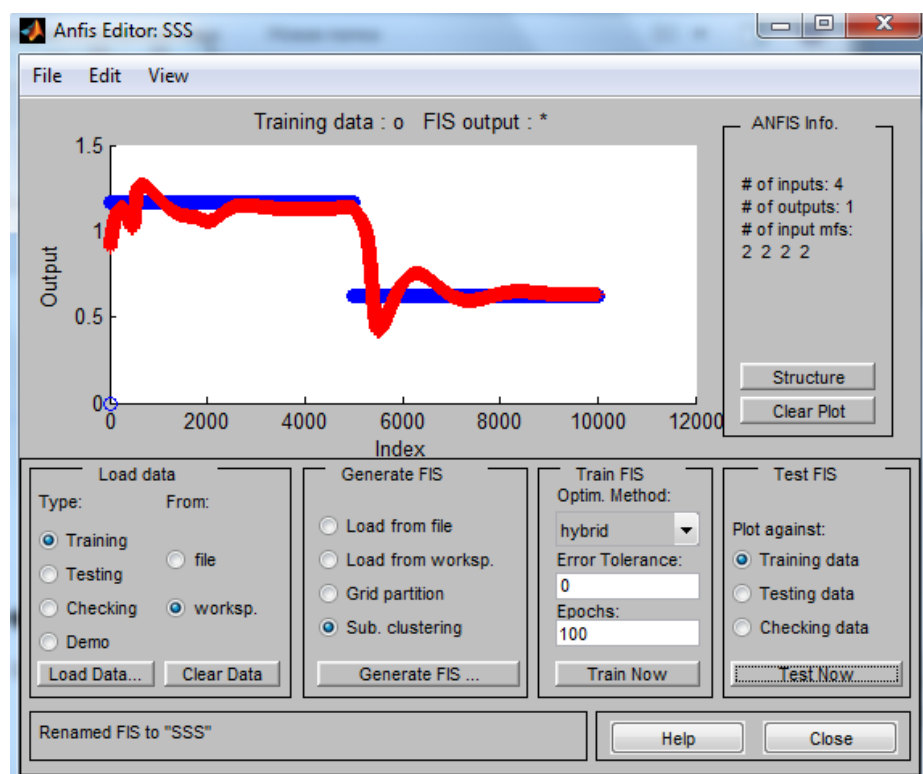 Anfis Editor: SSS
File Edit View
Training data : o FIS output : *
1.5
1
0.5
0
Output
0 2000 4000 6000 8000 10000 12000
Index
ANFIS Info.
# of inputs: 4
# of outputs: 1
# of input mfs:
2 2 2 2
Structure
Clear Plot
Load data
Type: From:
Training
Testing
Checking
Demo
file
worksp.
Load Data... Clear Data
Generate FIS
Load from file
Load from worksp.
Grid partition
Sub. clustering
Generate FIS ...
Train FIS
Optim. Method:
hybrid
Error Tolerance:
0
Epochs:
100
Train Now
Test FIS
Plot against:
Training data
Testing data
Checking data
Test Now
Renamed FIS to "SSS"
Help Close